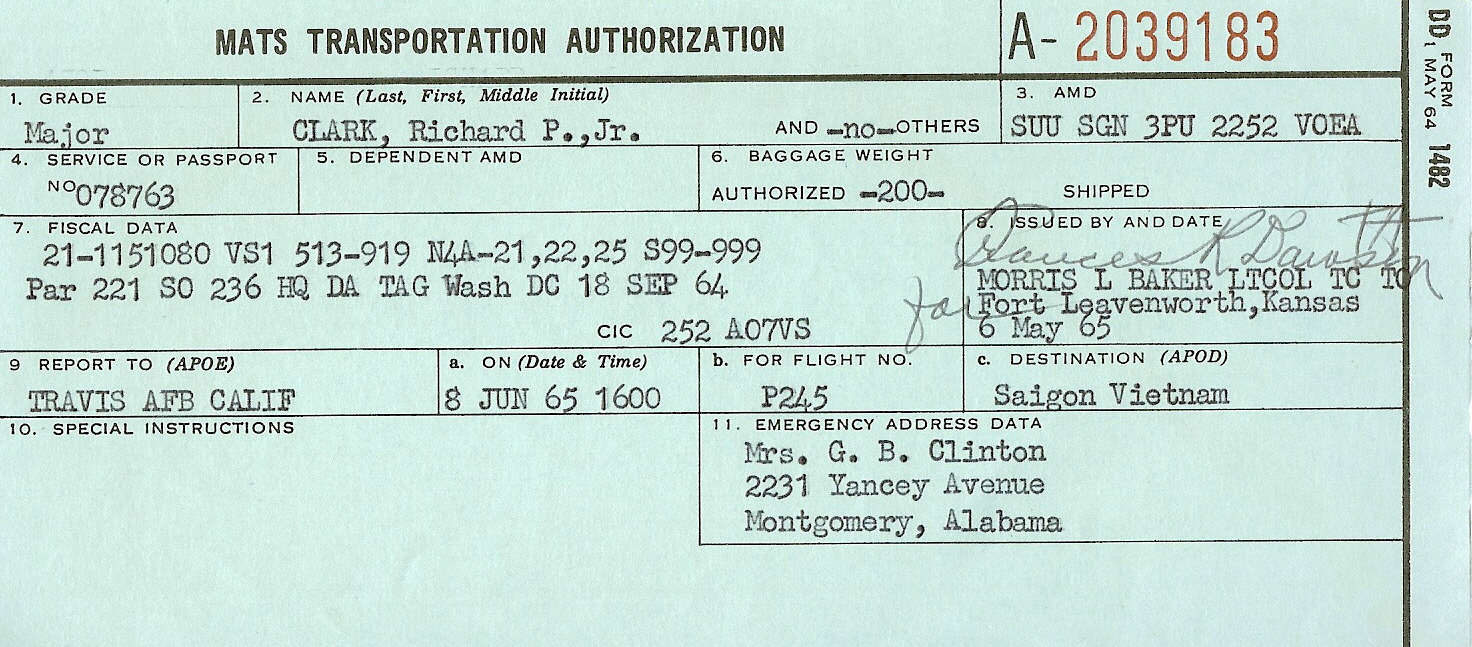 MATS TRANSPORTATION AUTHORIZATION
A- 2039183
DD FORM 1482
1 MAY 64
1. GRADE
Major
2. NAME (Last, First, Middle Initial)
CLARK, Richard P.,Jr. AND -no-OTHERS
3. AMD
SUU SGN 3PU 2252 VOEA
4. SERVICE OR PASSPORT
NO 078763
5. DEPENDENT AMD
6. BAGGAGE WEIGHT
AUTHORIZED -200- SHIPPED
7. FISCAL DATA
21-1151080 VS1 513-919 N4A-21,22,25 S99-999
Par 221 SO 236 HQ DA TAG Wash DC 18 SEP 64
CIC 252 A07VS
8. ISSUED BY AND DATE
Frances R
for
MORRIS L BAKER LTCOL TC TO
Fort Leavenworth,Kansas
6 May 65
9 REPORT TO (APOE)
TRAVIS AFB CALIF
a. ON (Date & Time)
8 JUN 65 1600
b. FOR FLIGHT NO.
P245
c. DESTINATION (APOD)
Saigon Vietnam
10. SPECIAL INSTRUCTIONS
11. EMERGENCY ADDRESS DATA
Mrs. G. B. Clinton
2231 Yancey Avenue
Montgomery, Alabama